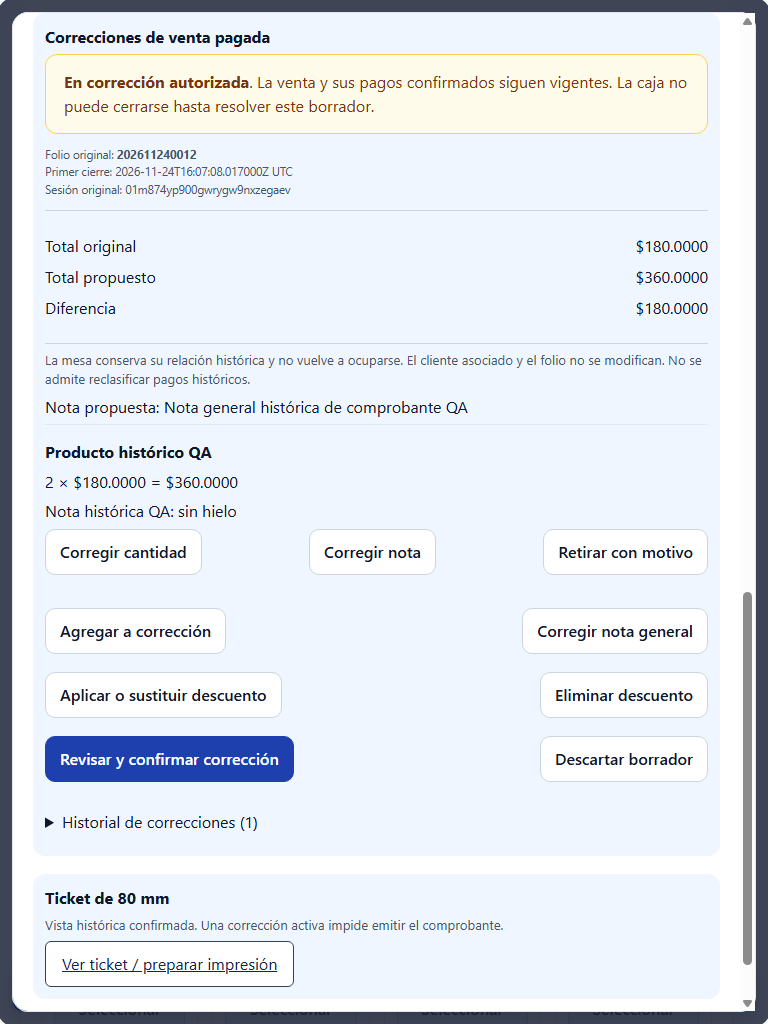 Correcciones de venta pagada
En corrección autorizada. La venta y sus pagos confirmados siguen vigentes. La caja no
puede cerrarse hasta resolver este borrador.
Folio original: 202611240012
Primer cierre: 2026-11-24T16:07:08.017000Z UTC
Sesión original: 01m874yp900gwrygw9nxzegaev
Total original $180.0000
Total propuesto $360.0000
Diferencia $180.0000
La mesa conserva su relación histórica y no vuelve a ocuparse. El cliente asociado y el folio no se modifican. No se
admite reclasificar pagos históricos.
Nota propuesta: Nota general histórica de comprobante QA
Producto histórico QA
2 × $180.0000 = $360.0000
Nota histórica QA: sin hielo
Corregir cantidad Corregir nota Retirar con motivo
Agregar a corrección Corregir nota general
Aplicar o sustituir descuento Eliminar descuento
Revisar y confirmar corrección Descartar borrador
▶ Historial de correcciones (1)
Ticket de 80 mm
Vista histórica confirmada. Una corrección activa impide emitir el comprobante.
Ver ticket / preparar impresión